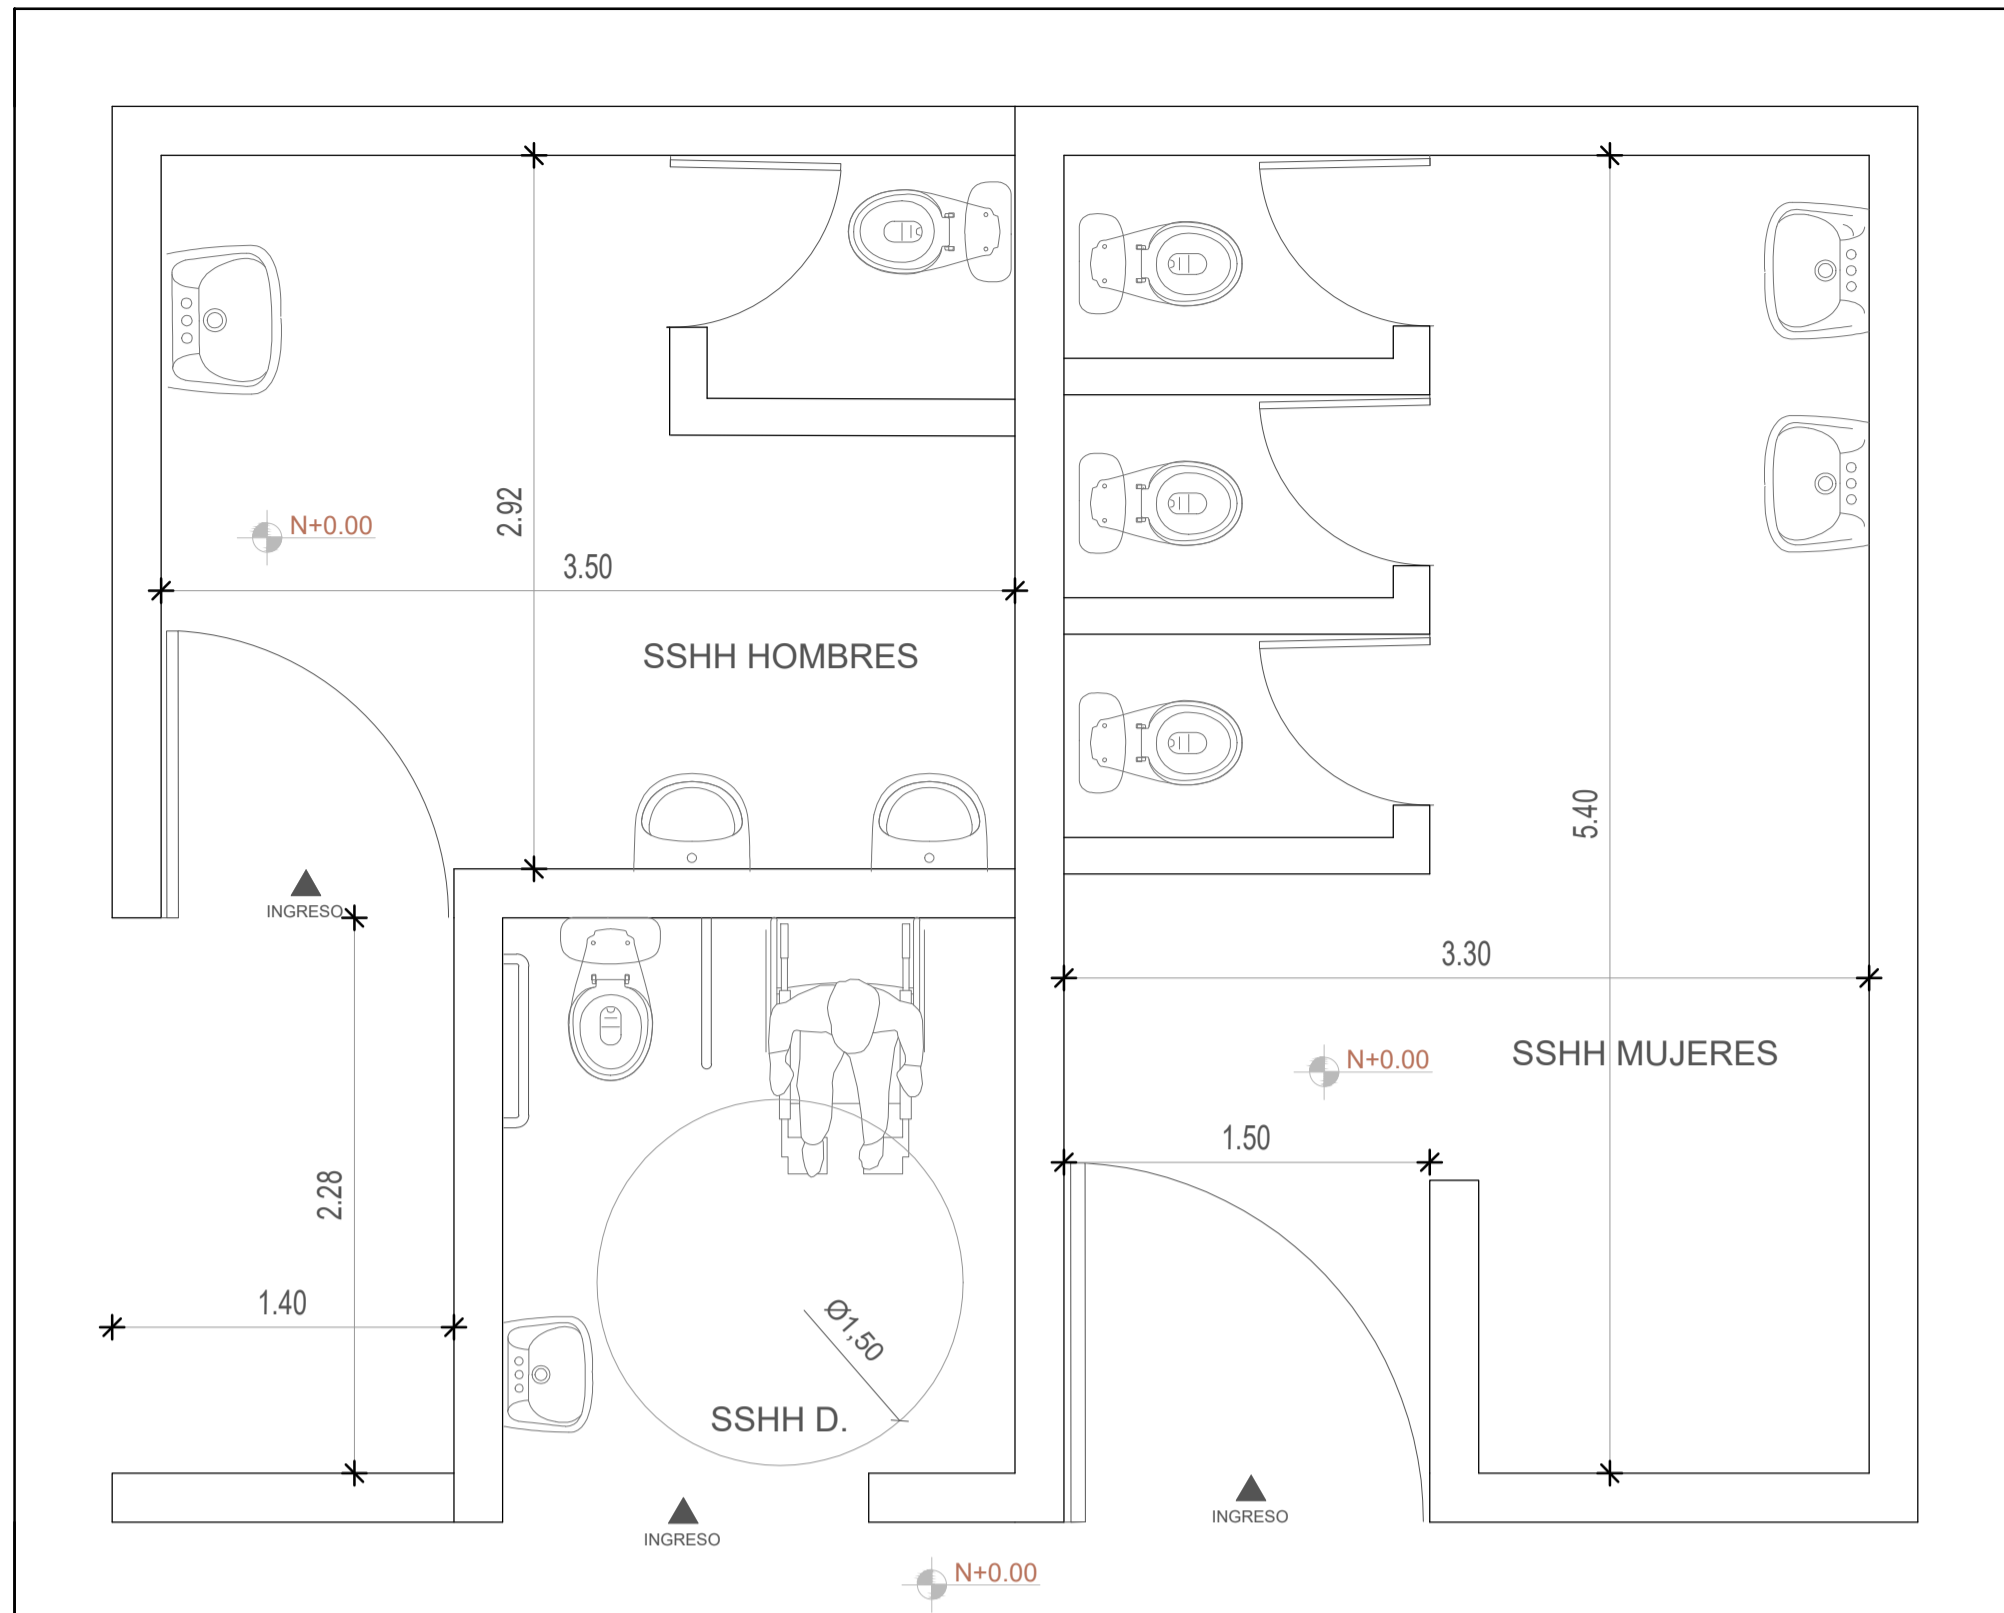 2.92
N+0.00
3.50
SSHH HOMBRES
5.40
INGRESO
3.30
SSHH MUJERES
N+0.00
1.50
2.28
1.40
Ø1,50
SSHH D.
INGRESO
INGRESO
N+0.00